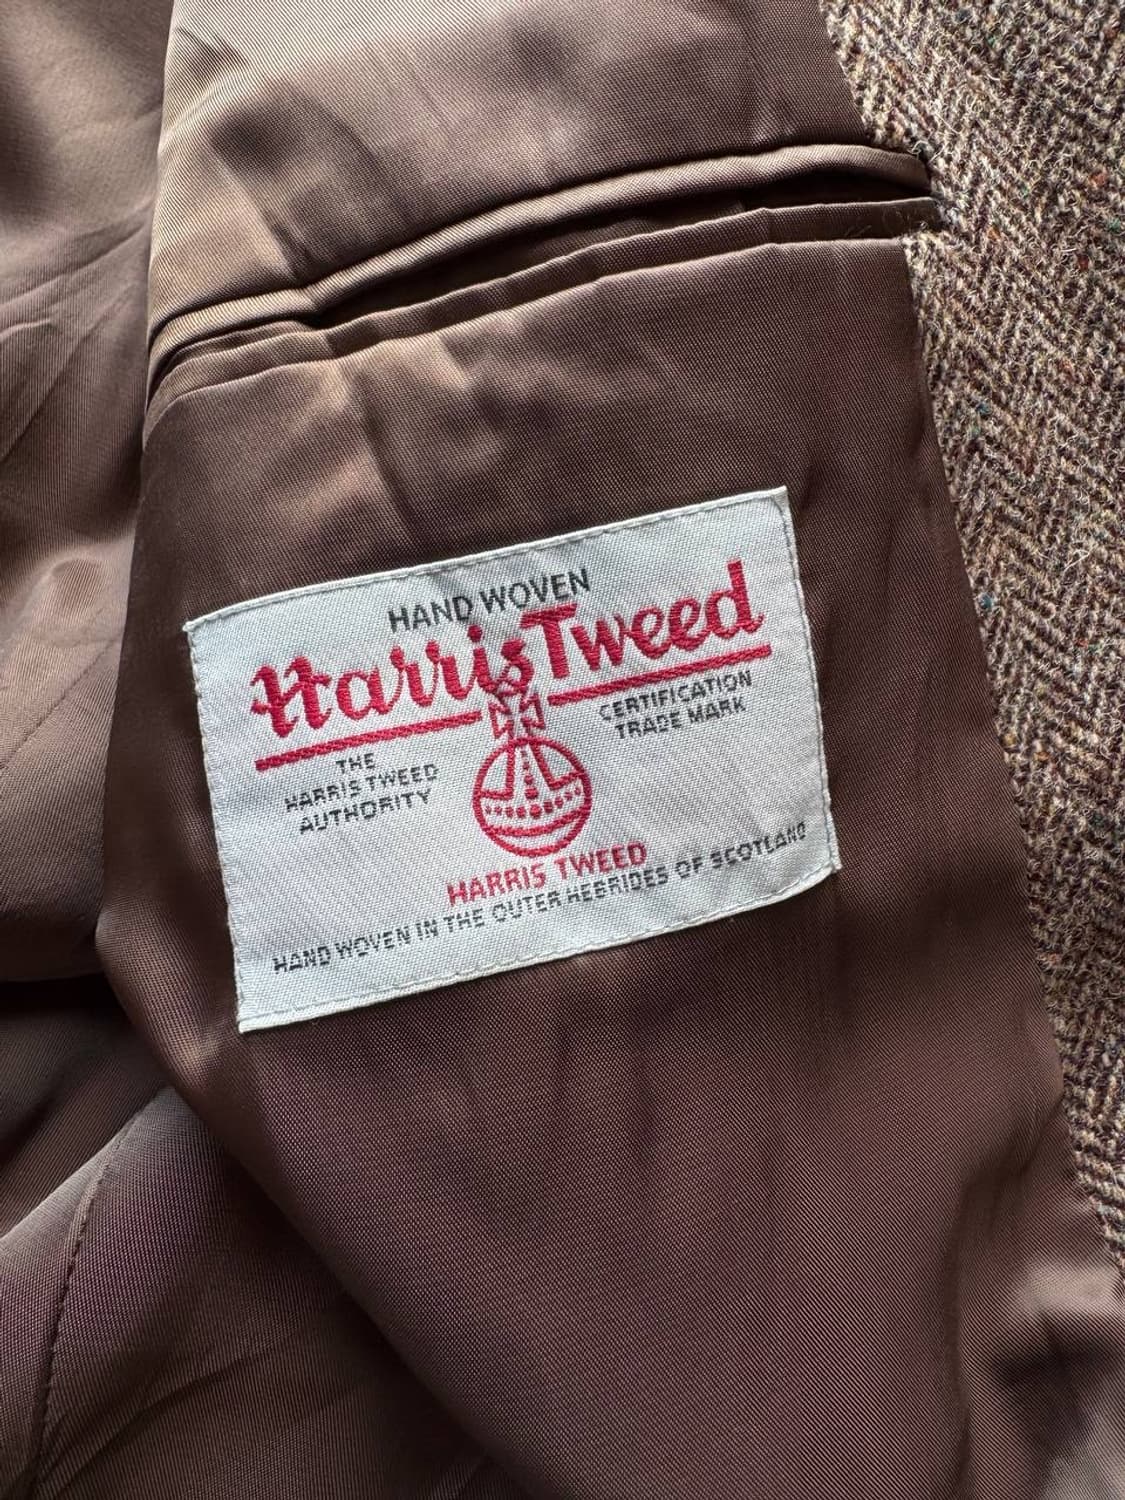 HAND WOVEN
Harris Tweed
THE
HARRIS TWEED
AUTHORITY
CERTIFICATION
TRADE MARK
HARRIS TWEED
HAND WOVEN IN THE OUTER HEBRIDES OF SCOTLAND